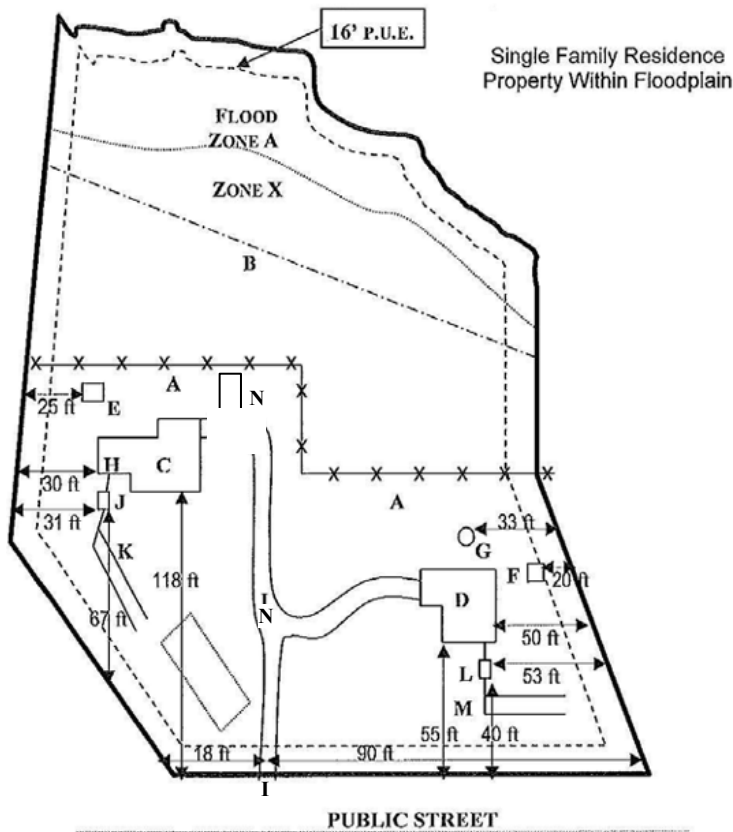 16' P.U.E.
Single Family Residence
Property Within Floodplain
FLOOD
ZONE A
ZONE X
B
A
N
25 ft
E
H
C
30 ft
J
A
31 ft
33 ft
G
K
118 ft
F
20 ft
D
N
67 ft
50 ft
L
53 ft
M
55 ft
40 ft
18 ft
90 ft
I
PUBLIC STREET